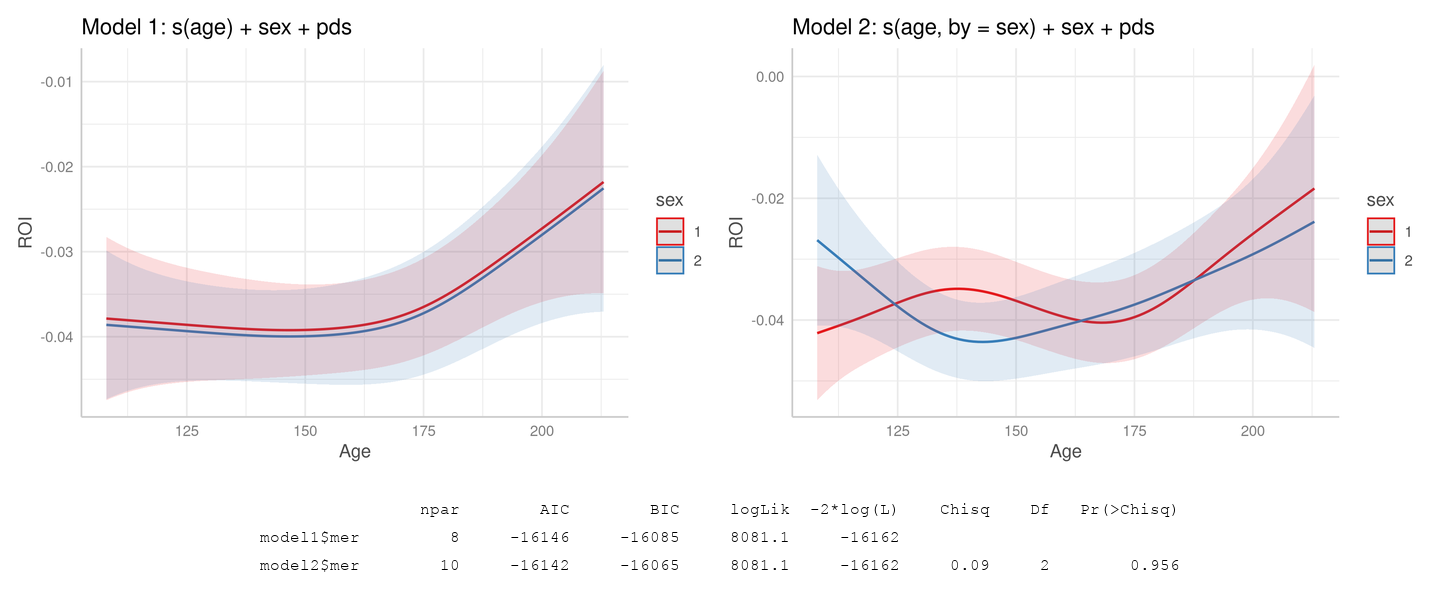 Model 1: s(age) + sex + pds
-0.01
-0.02
-0.03
-0.04
ROI
125 150 175 200
Age
sex
1
2
Model 2: s(age, by = sex) + sex + pds
0.00
-0.02
-0.04
ROI
125 150 175 200
Age
sex
1
2
npar AIC BIC logLik -2*log(L) Chisq Df Pr(>Chisq)
model1$mer 8 -16146 -16085 8081.1 -16162
model2$mer 10 -16142 -16065 8081.1 -16162 0.09 2 0.956